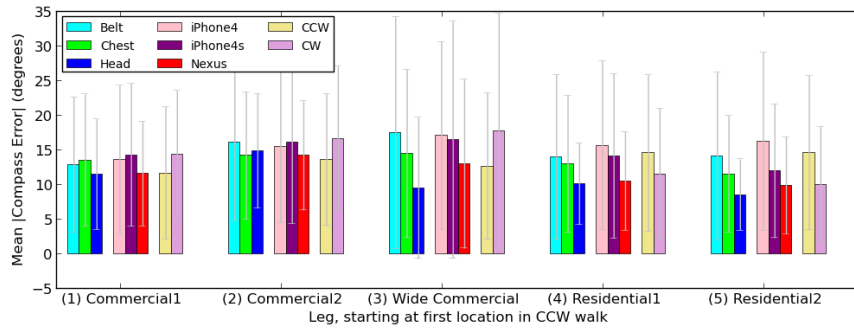 Mean |Compass Error| (degrees)
35
30
25
20
15
10
5
0
−5
Belt
Chest
Head
iPhone4
iPhone4s
Nexus
CCW
CW
(1) Commercial1 (2) Commercial2 (3) Wide Commercial (4) Residential1 (5) Residential2
Leg, starting at first location in CCW walk